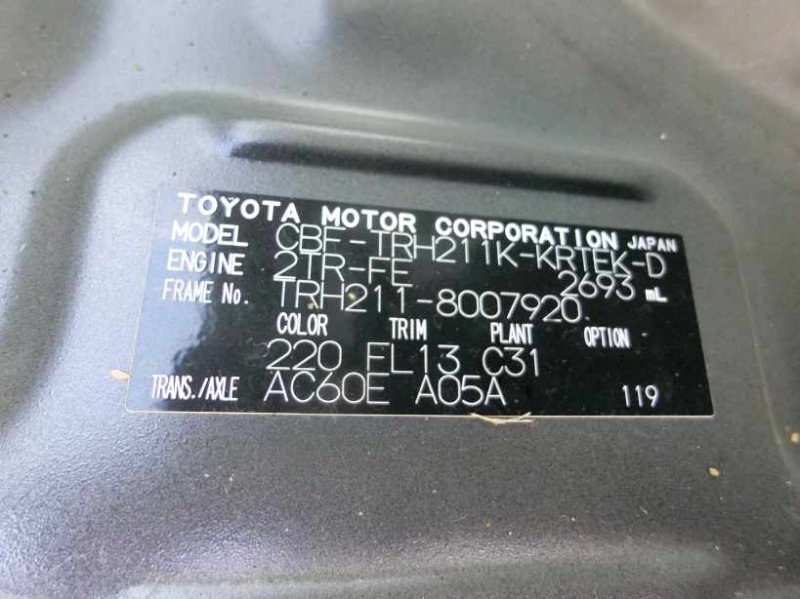 TOYOTA MOTOR CORPORATION JAPAN
MODEL CBF-TRH211K-KRTEK-D
ENGINE 2TR-FE 2693 mL
FRAME No. TRH211-8007920
COLOR TRIM PLANT OPTION
220 FL13 C31
TRANS./AXLE AC60E A05A 119